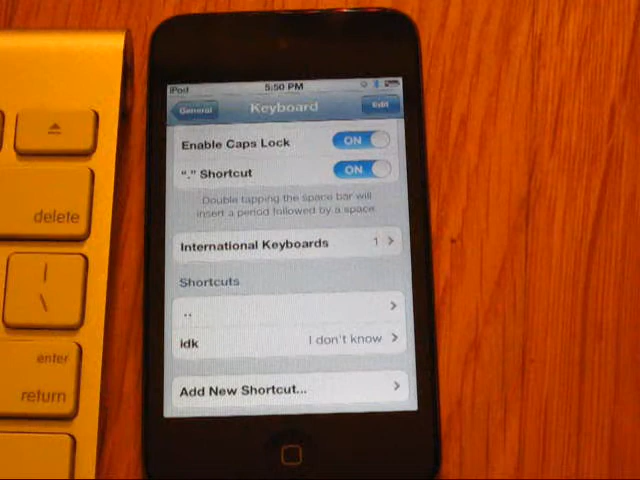 iPod 5:50 PM
General Keyboard Edit
Enable Caps Lock ON
"." Shortcut ON
Double tapping the space bar will
insert a period followed by a space.
International Keyboards 1
Shortcuts
..
idk I don't know
Add New Shortcut...
delete
|
\
enter
return